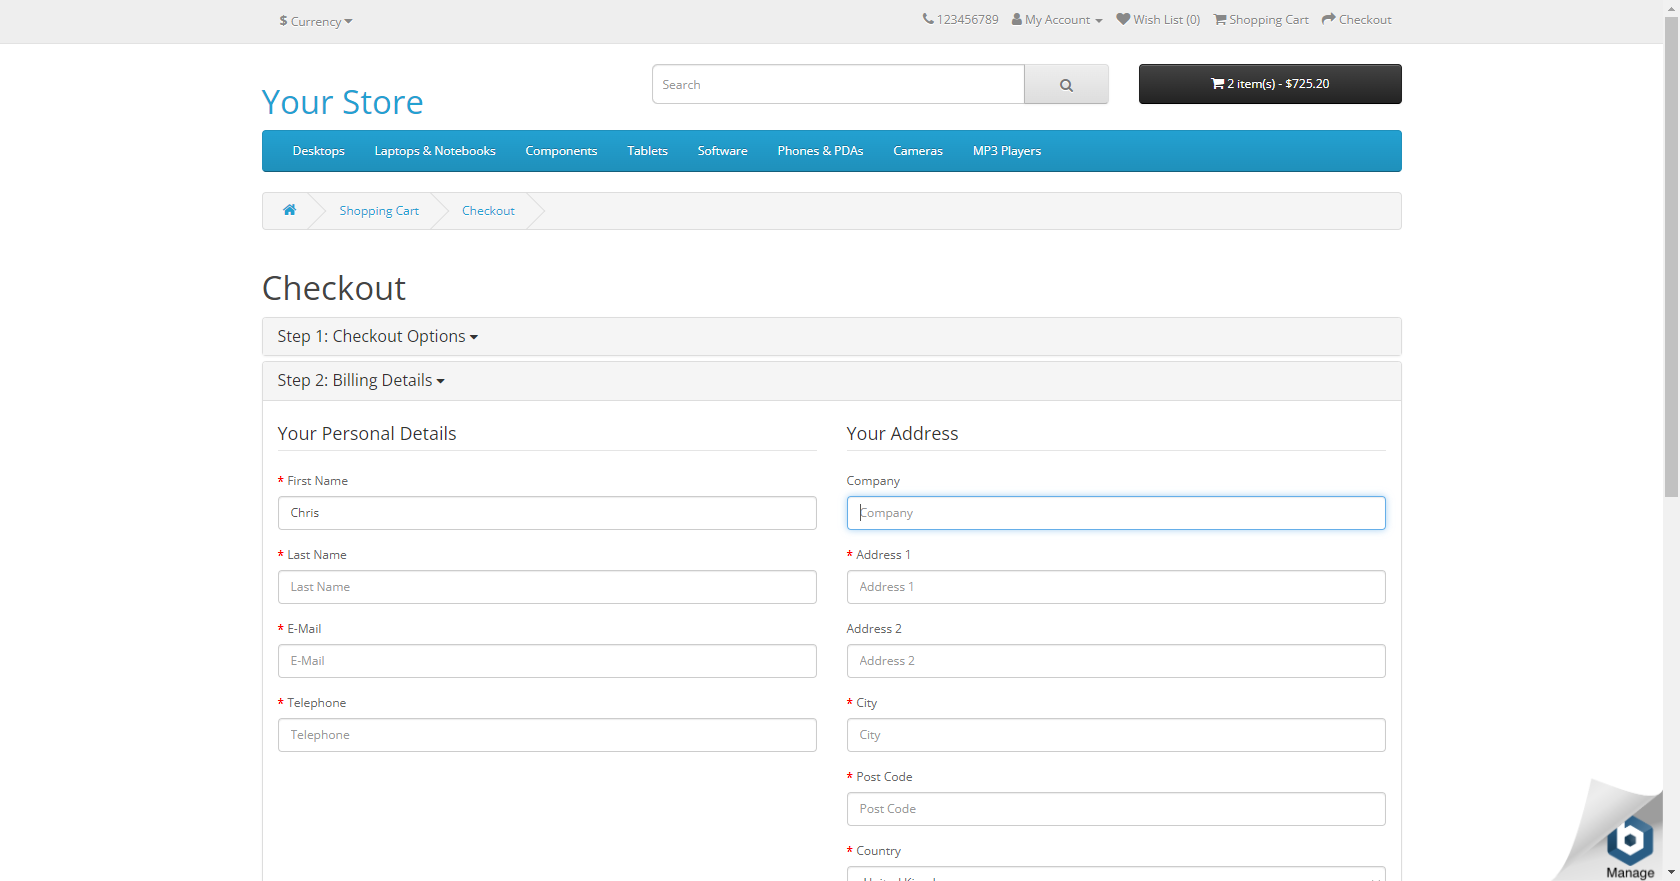 $ Currency
123456789 My Account Wish List (0) Shopping Cart Checkout
Your Store
Search
2 item(s) - $725.20
Desktops Laptops & Notebooks Components Tablets Software Phones & PDAs Cameras MP3 Players
Shopping Cart Checkout
Checkout
Step 1: Checkout Options
Step 2: Billing Details
Your Personal Details
* First Name
Chris
* Last Name
Last Name
* E-Mail
E-Mail
* Telephone
Telephone
Your Address
Company
Company
* Address 1
Address 1
Address 2
Address 2
* City
City
* Post Code
Post Code
* Country
Manage